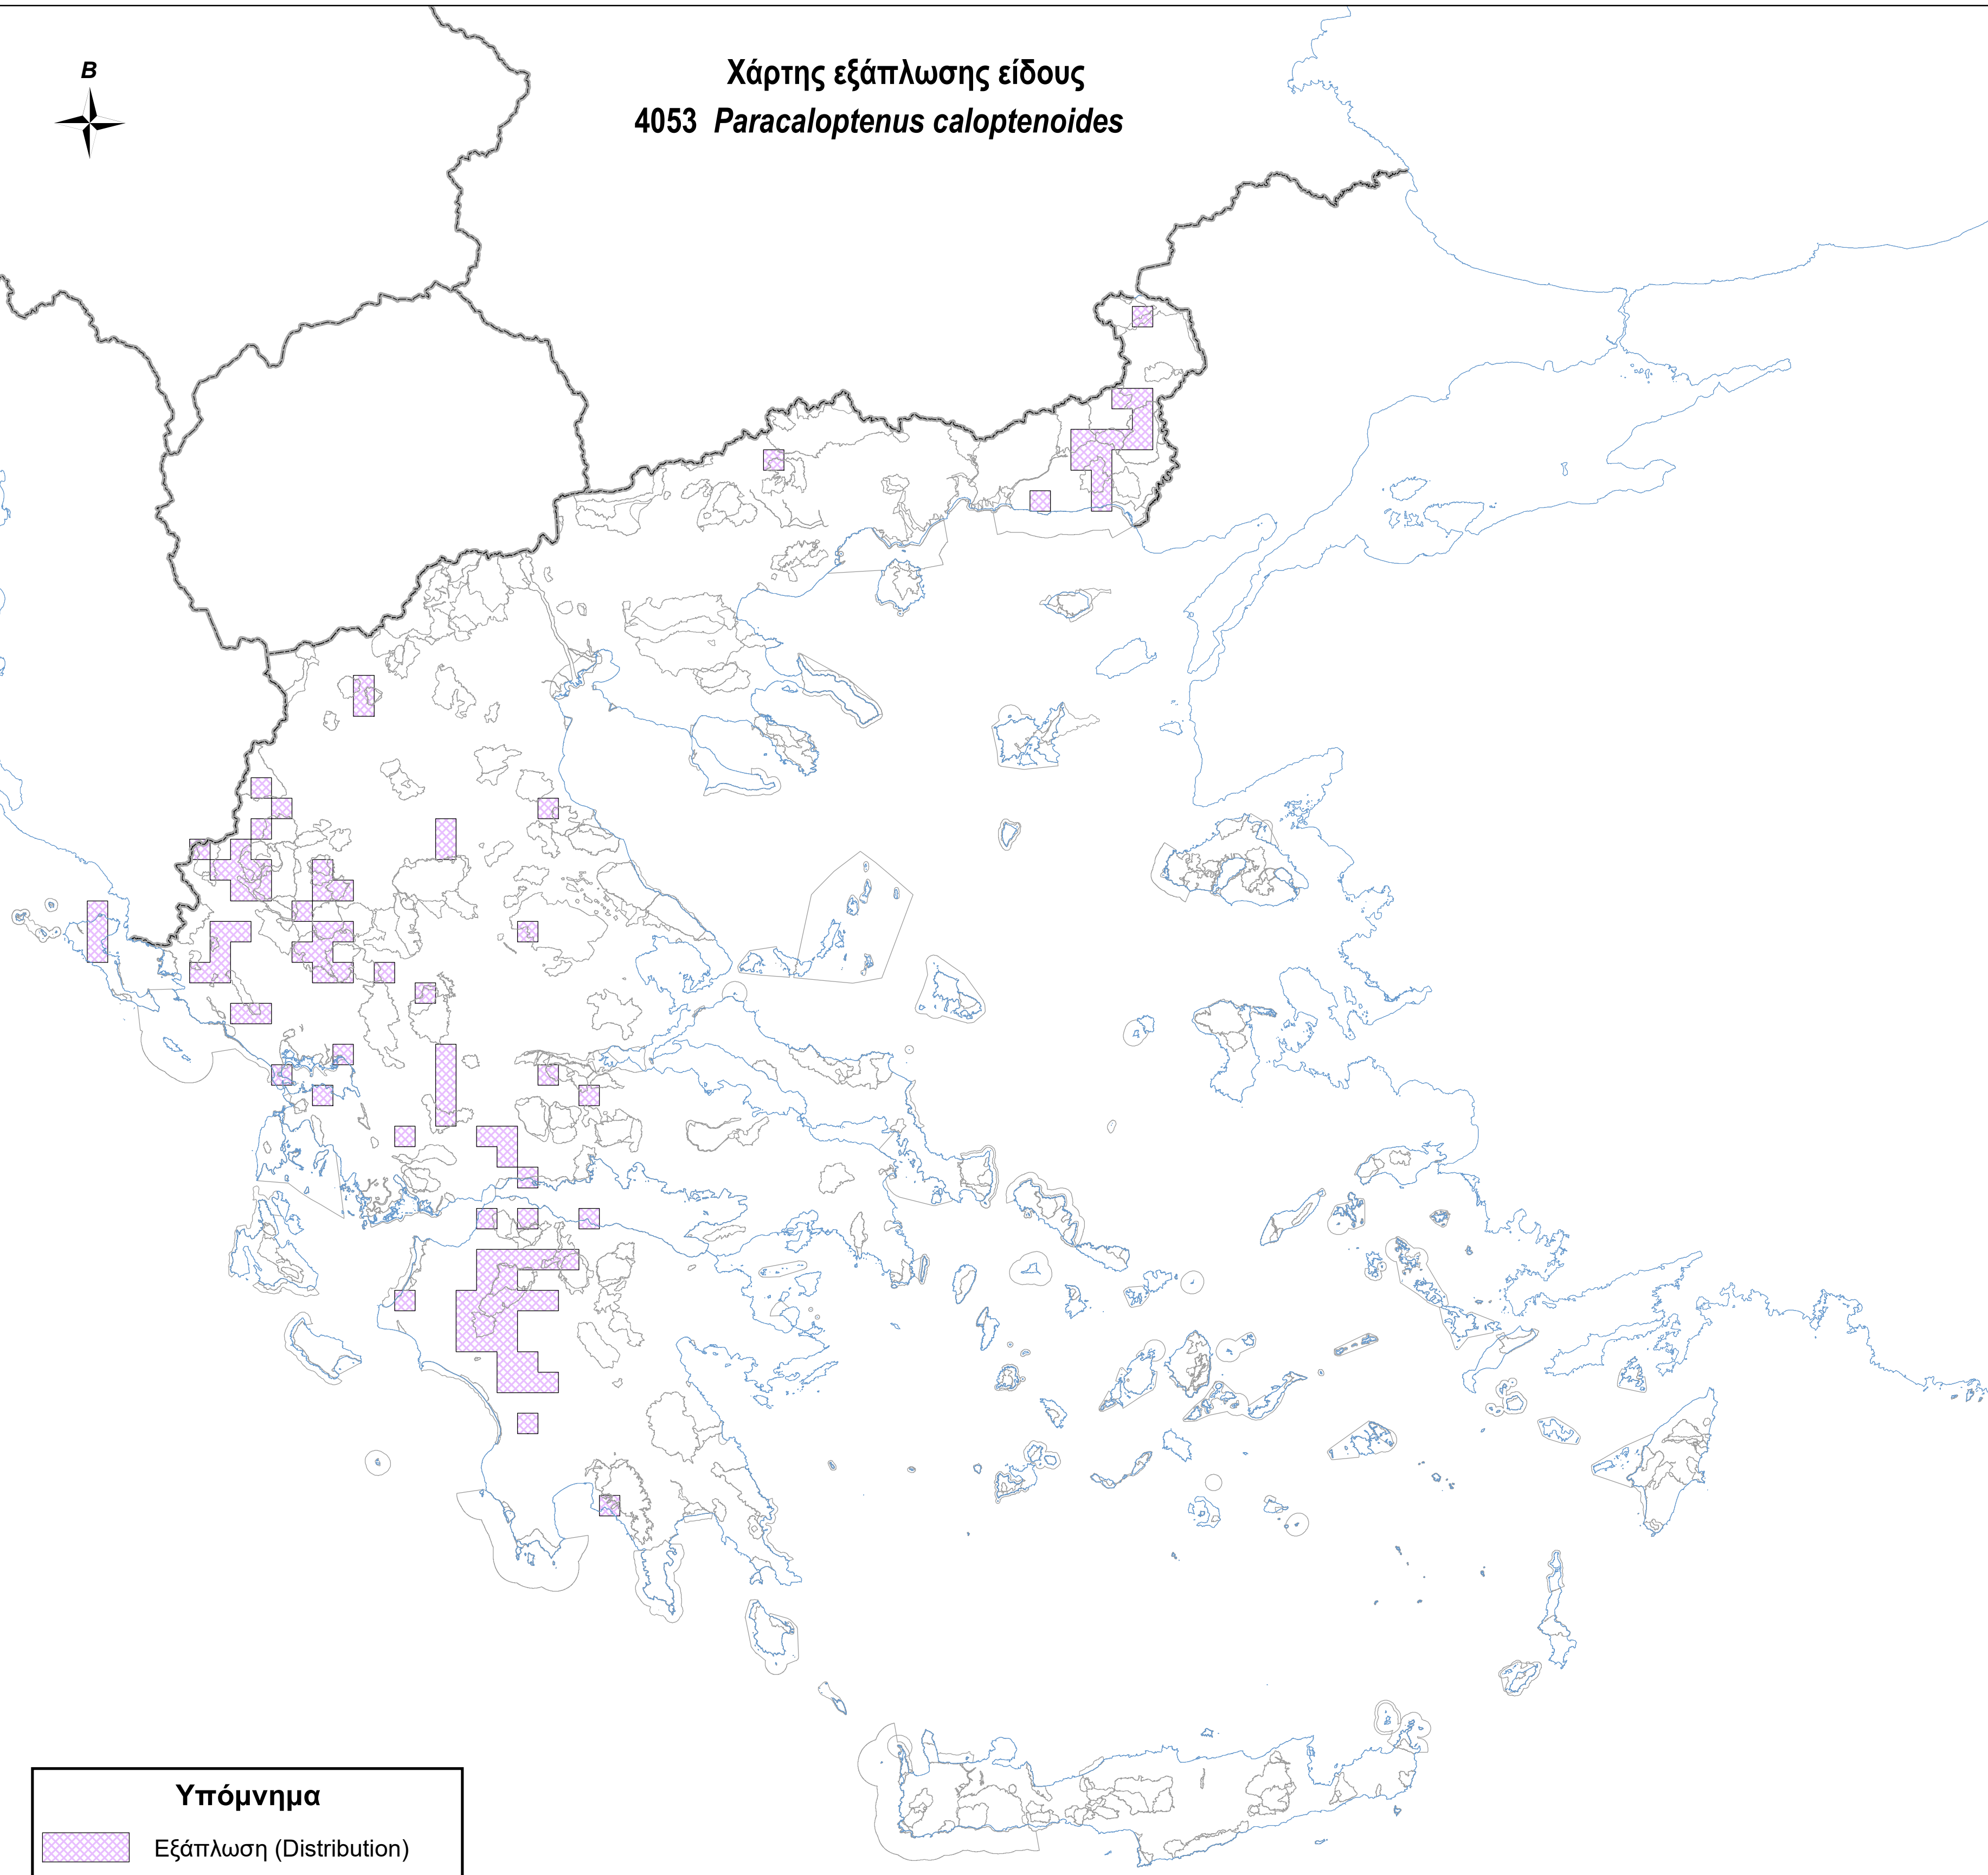 Χάρτης εξάπλωσης είδους
4053 Paracaloptenus caloptenoides
Β
Υπόμνημα
Εξάπλωση (Distribution)